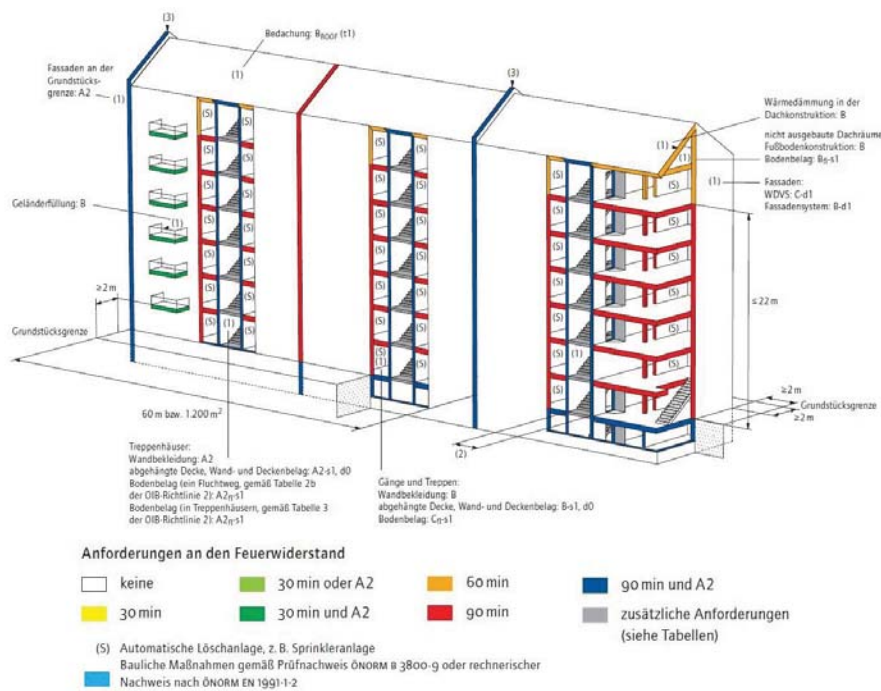 (3)
Bedachung: BROOF (t1)
(1)
Fassaden an der
Grundstücks-
grenze: A2
(1)
(3)
Wärmedämmung in der
Dachkonstruktion: B
(1)
nicht ausgebaute Dachräume
Fußbodenkonstruktion: B
(1)
Bodenbelag: Bfl-s1
(1)
Fassaden:
WDVS: C-d1
Fassadensystem: B-d1
Geländerfüllung: B
(1)
(S) (S)
(S) (S)
(S) (S)
(S) (S)
(S) (S)
(S) (1) (S)
(S) (S)
(S) (S)
(S) (S)
(S) (S)
(S) (S)
(S) (S)
(S) (S)
(1)
(S) (S)
(S) (S)
(S) (S)
(S) (S)
(S) (S)
(S) (1) (S)
(S)
≤22 m
≥2 m
Grundstücksgrenze
60 m bzw. 1.200 m²
≥2 m
Grundstücksgrenze
≥2 m
(2)
Treppenhäuser:
Wandbekleidung: A2
abgehängte Decke, Wand- und Deckenbelag: A2-s1, d0
Bodenbelag (ein Fluchtweg, gemäß Tabelle 2b
der OIB-Richtlinie 2): A2fl-s1
Bodenbelag (in Treppenhäusern, gemäß Tabelle 3
der OIB-Richtlinie 2): A2fl-s1
Gänge und Treppen:
Wandbekleidung: B
abgehängte Decke, Wand- und Deckenbelag: B-s1, d0
Bodenbelag: Cfl-s1
Anforderungen an den Feuerwiderstand
keine
30 min oder A2
60 min
90 min und A2
30 min
30 min und A2
90 min
zusätzliche Anforderungen
(siehe Tabellen)
(S) Automatische Löschanlage, z. B. Sprinkleranlage
Bauliche Maßnahmen gemäß Prüfnachweis ÖNORM B 3800-9 oder rechnerischer
Nachweis nach ÖNORM EN 1991-1-2